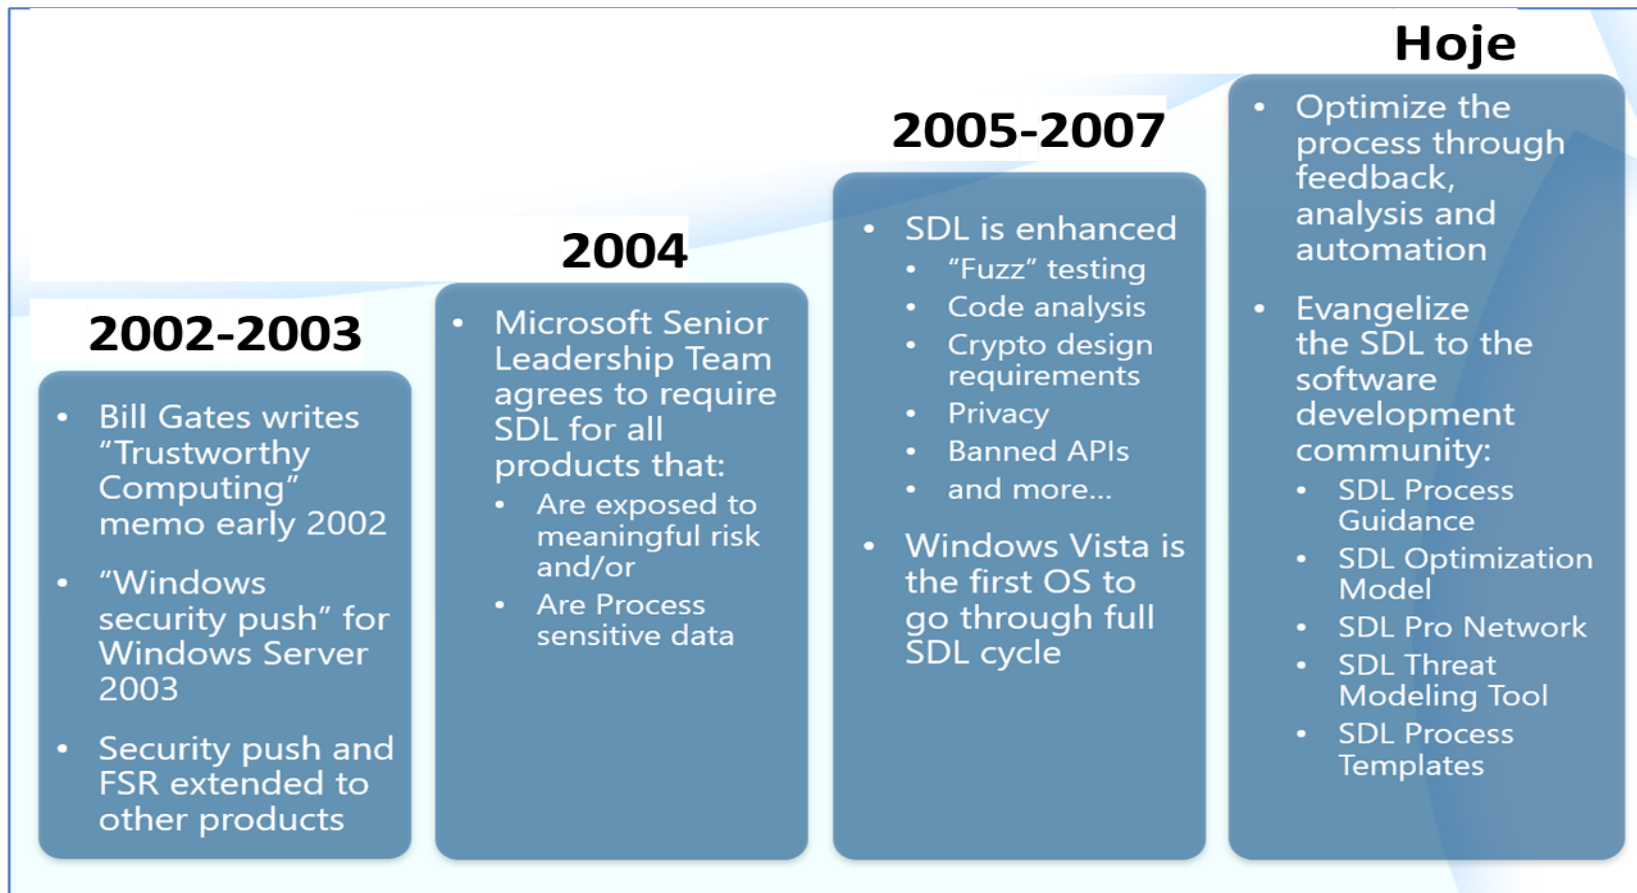 2002-2003
• Bill Gates writes
“Trustworthy
Computing”
memo early 2002
• “Windows
security push” for
Windows Server
2003
• Security push and
FSR extended to
other products
2004
• Microsoft Senior
Leadership Team
agrees to require
SDL for all
products that:
• Are exposed to
meaningful risk
and/or
• Are Process
sensitive data
2005-2007
• SDL is enhanced
• “Fuzz” testing
• Code analysis
• Crypto design
requirements
• Privacy
• Banned APIs
• and more...
• Windows Vista is
the first OS to
go through full
SDL cycle
Hoje
• Optimize the
process through
feedback,
analysis and
automation
• Evangelize
the SDL to the
software
development
community:
• SDL Process
Guidance
• SDL Optimization
Model
• SDL Pro Network
• SDL Threat
Modeling Tool
• SDL Process
Templates